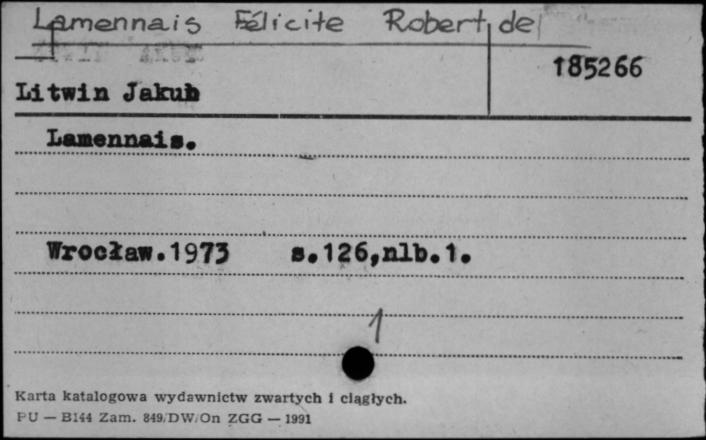 Lamennais Félicite Robert de
185266
Litwin Jakub
Lamennais.
Wrocław.1973 s.126,nlb.1.
1
Karta katalogowa wydawnictw zwartych i ciągłych.
PU — B144 Zam. 849/DW/On ZGG — 1991